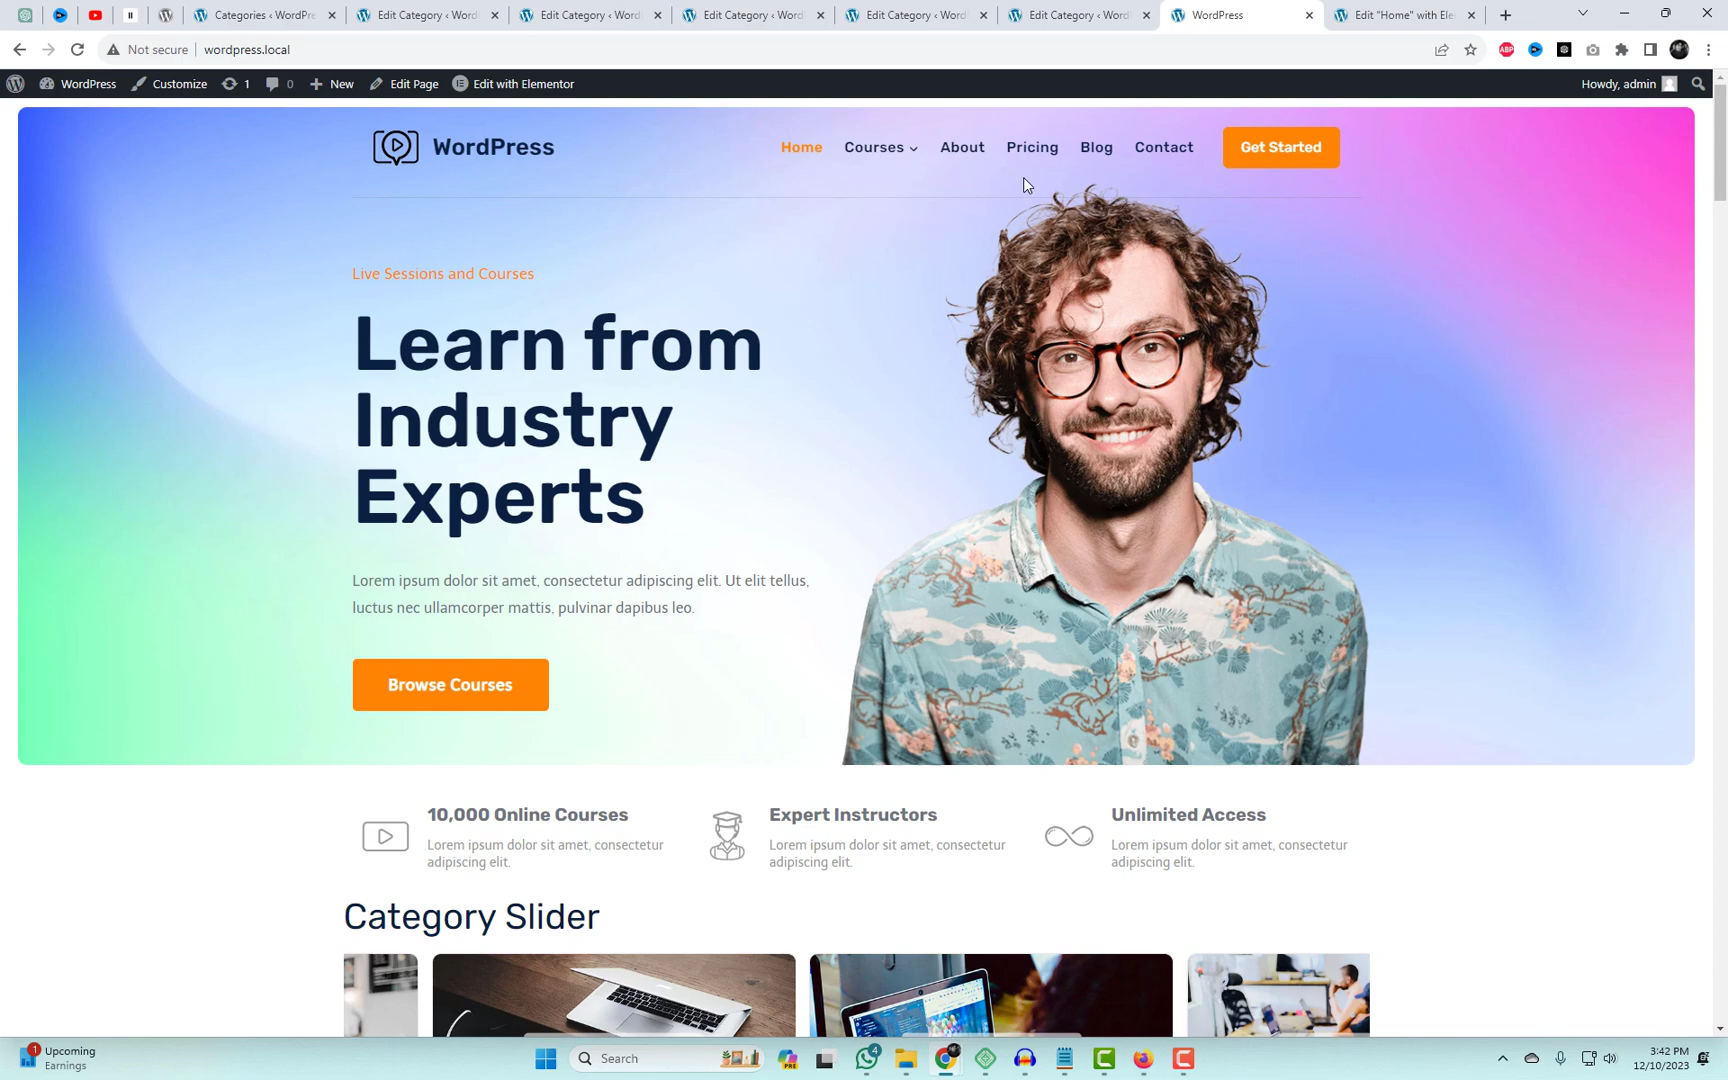 Categories ‹ WordPre
Edit Category ‹ Word
Edit Category ‹ Word
Edit Category ‹ Word
Edit Category ‹ Word
Edit Category ‹ Word
WordPress
Edit "Home" with Ele
Not secure
wordpress.local
ABP
WordPress
Customize
1
0
New
Edit Page
Edit with Elementor
Howdy, admin
WordPress
Home
Courses
About
Pricing
Blog
Contact
Get Started
Live Sessions and Courses
Learn from
Industry
Experts
Lorem ipsum dolor sit amet, consectetur adipiscing elit. Ut elit tellus,
luctus nec ullamcorper mattis, pulvinar dapibus leo.
Browse Courses
10,000 Online Courses
Lorem ipsum dolor sit amet, consectetur
adipiscing elit.
Expert Instructors
Lorem ipsum dolor sit amet, consectetur
adipiscing elit.
Unlimited Access
Lorem ipsum dolor sit amet, consectetur
adipiscing elit.
Category Slider
1
Upcoming
Earnings
Search
PRE
4
3:42 PM
12/10/2023